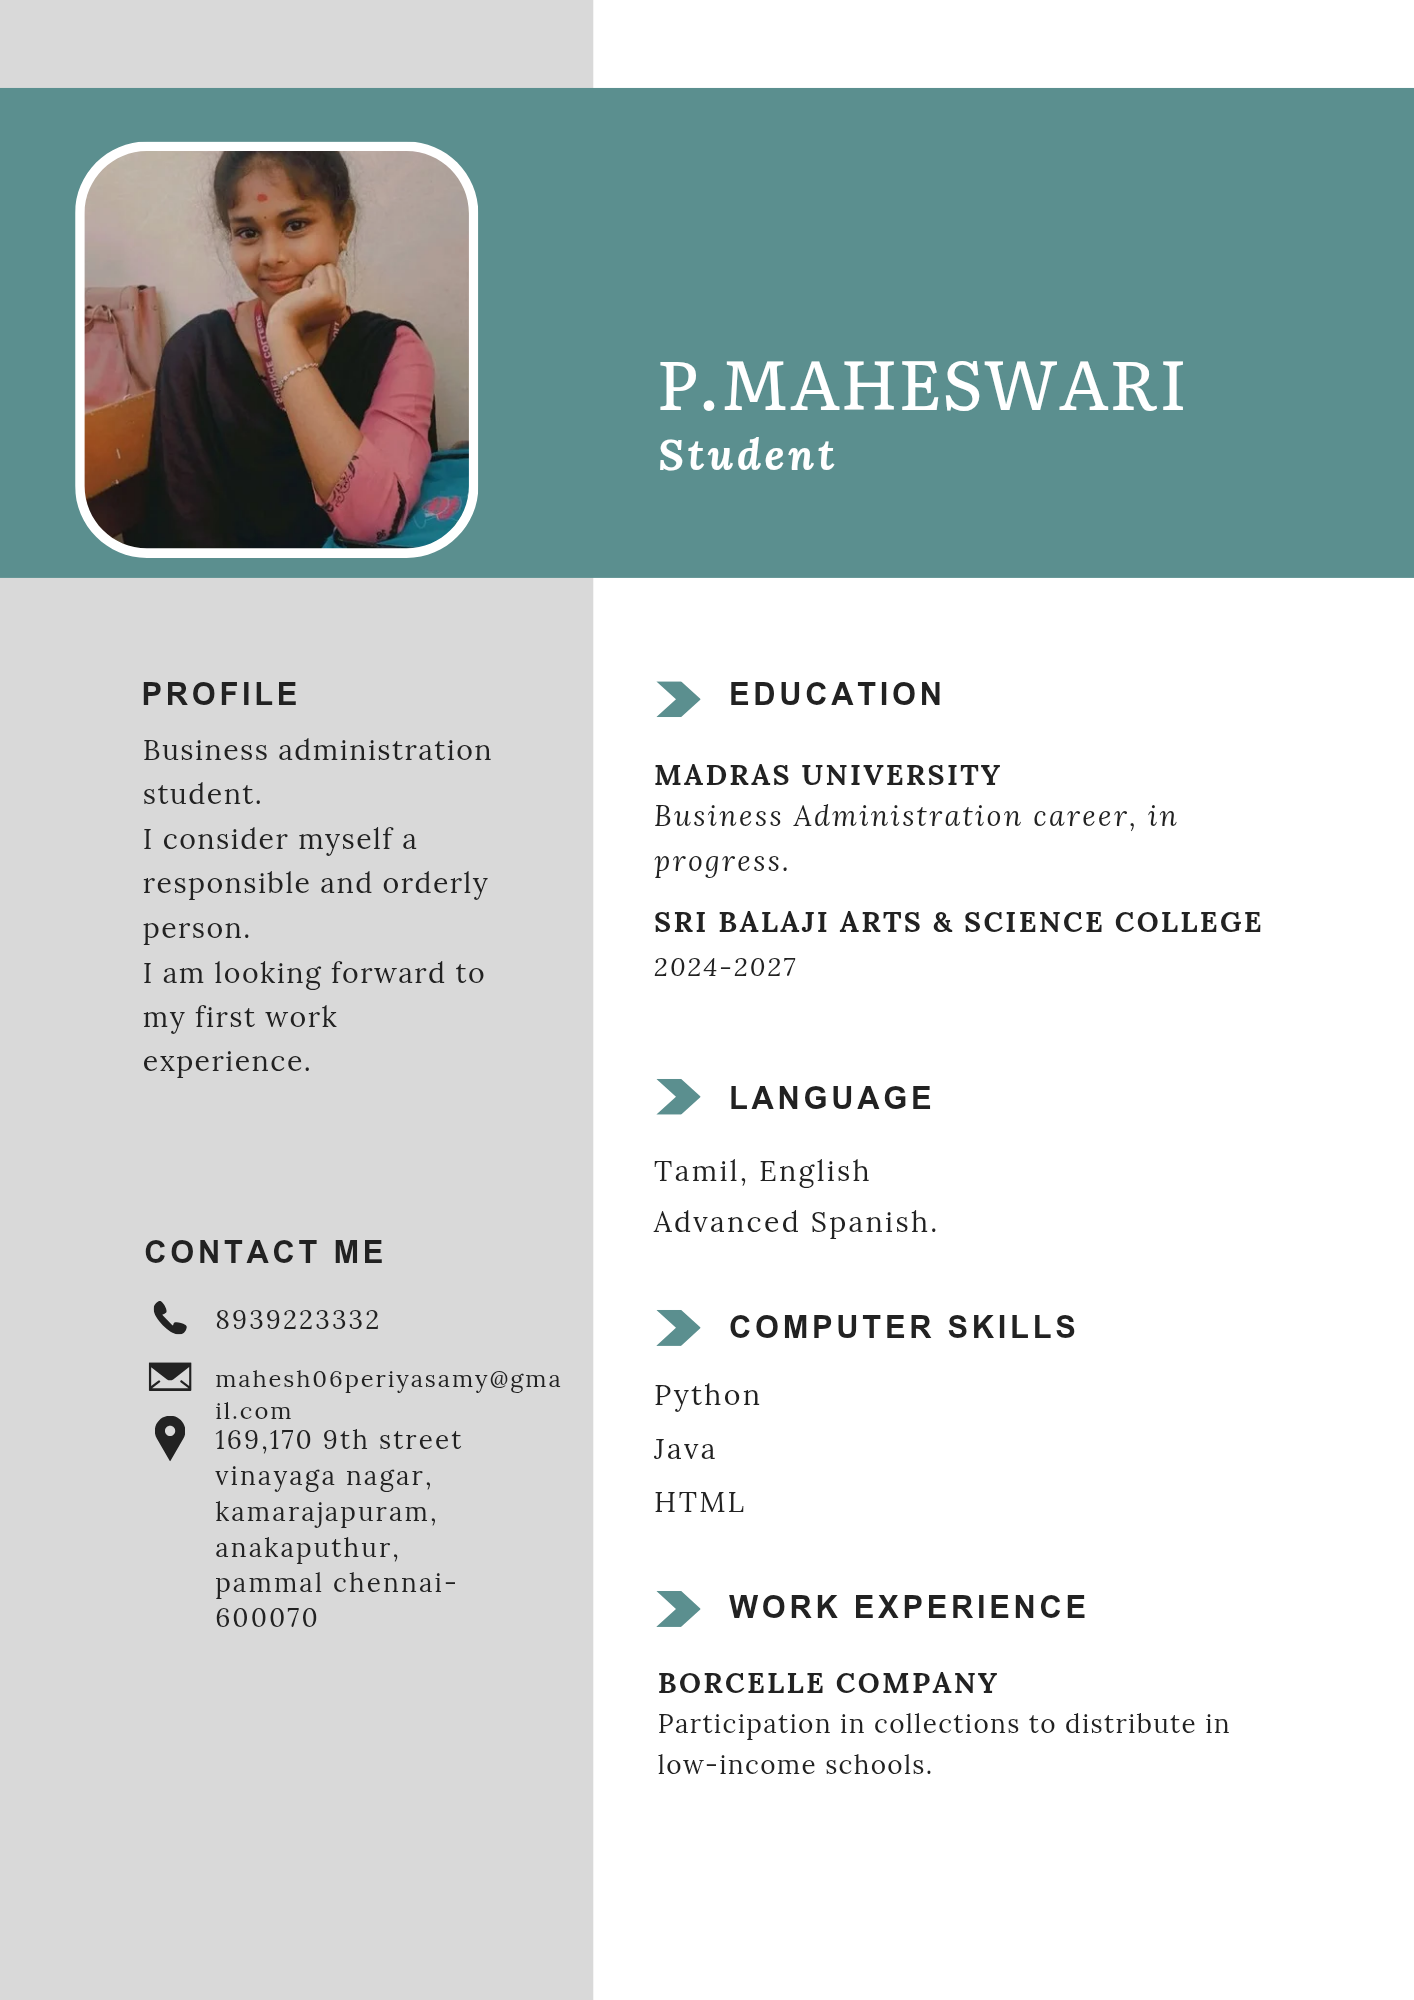 P.MAHESWARI
Student
PROFILE
Business administration
student.
I consider myself a
responsible and orderly
person.
I am looking forward to
my first work
experience.
CONTACT ME
8939223332
mahesh06periyasamy@gma
il.com
169,170 9th street
vinayaga nagar,
kamarajapuram,
anakaputhur,
pammal chennai-
600070
EDUCATION
MADRAS UNIVERSITY
Business Administration career, in
progress.
SRI BALAJI ARTS & SCIENCE COLLEGE
2024-2027
LANGUAGE
Tamil, English
Advanced Spanish.
COMPUTER SKILLS
Python
Java
HTML
WORK EXPERIENCE
BORCELLE COMPANY
Participation in collections to distribute in
low-income schools.